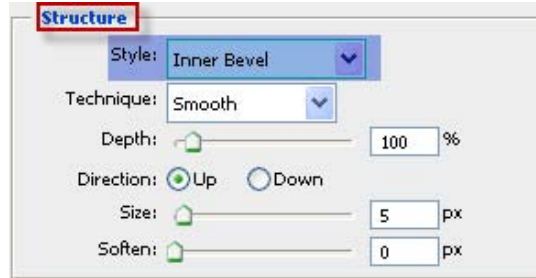 Structure
Style: Inner Bevel
Technique: Smooth
Depth: 100 %
Direction: Up Down
Size: 5 px
Soften: 0 px